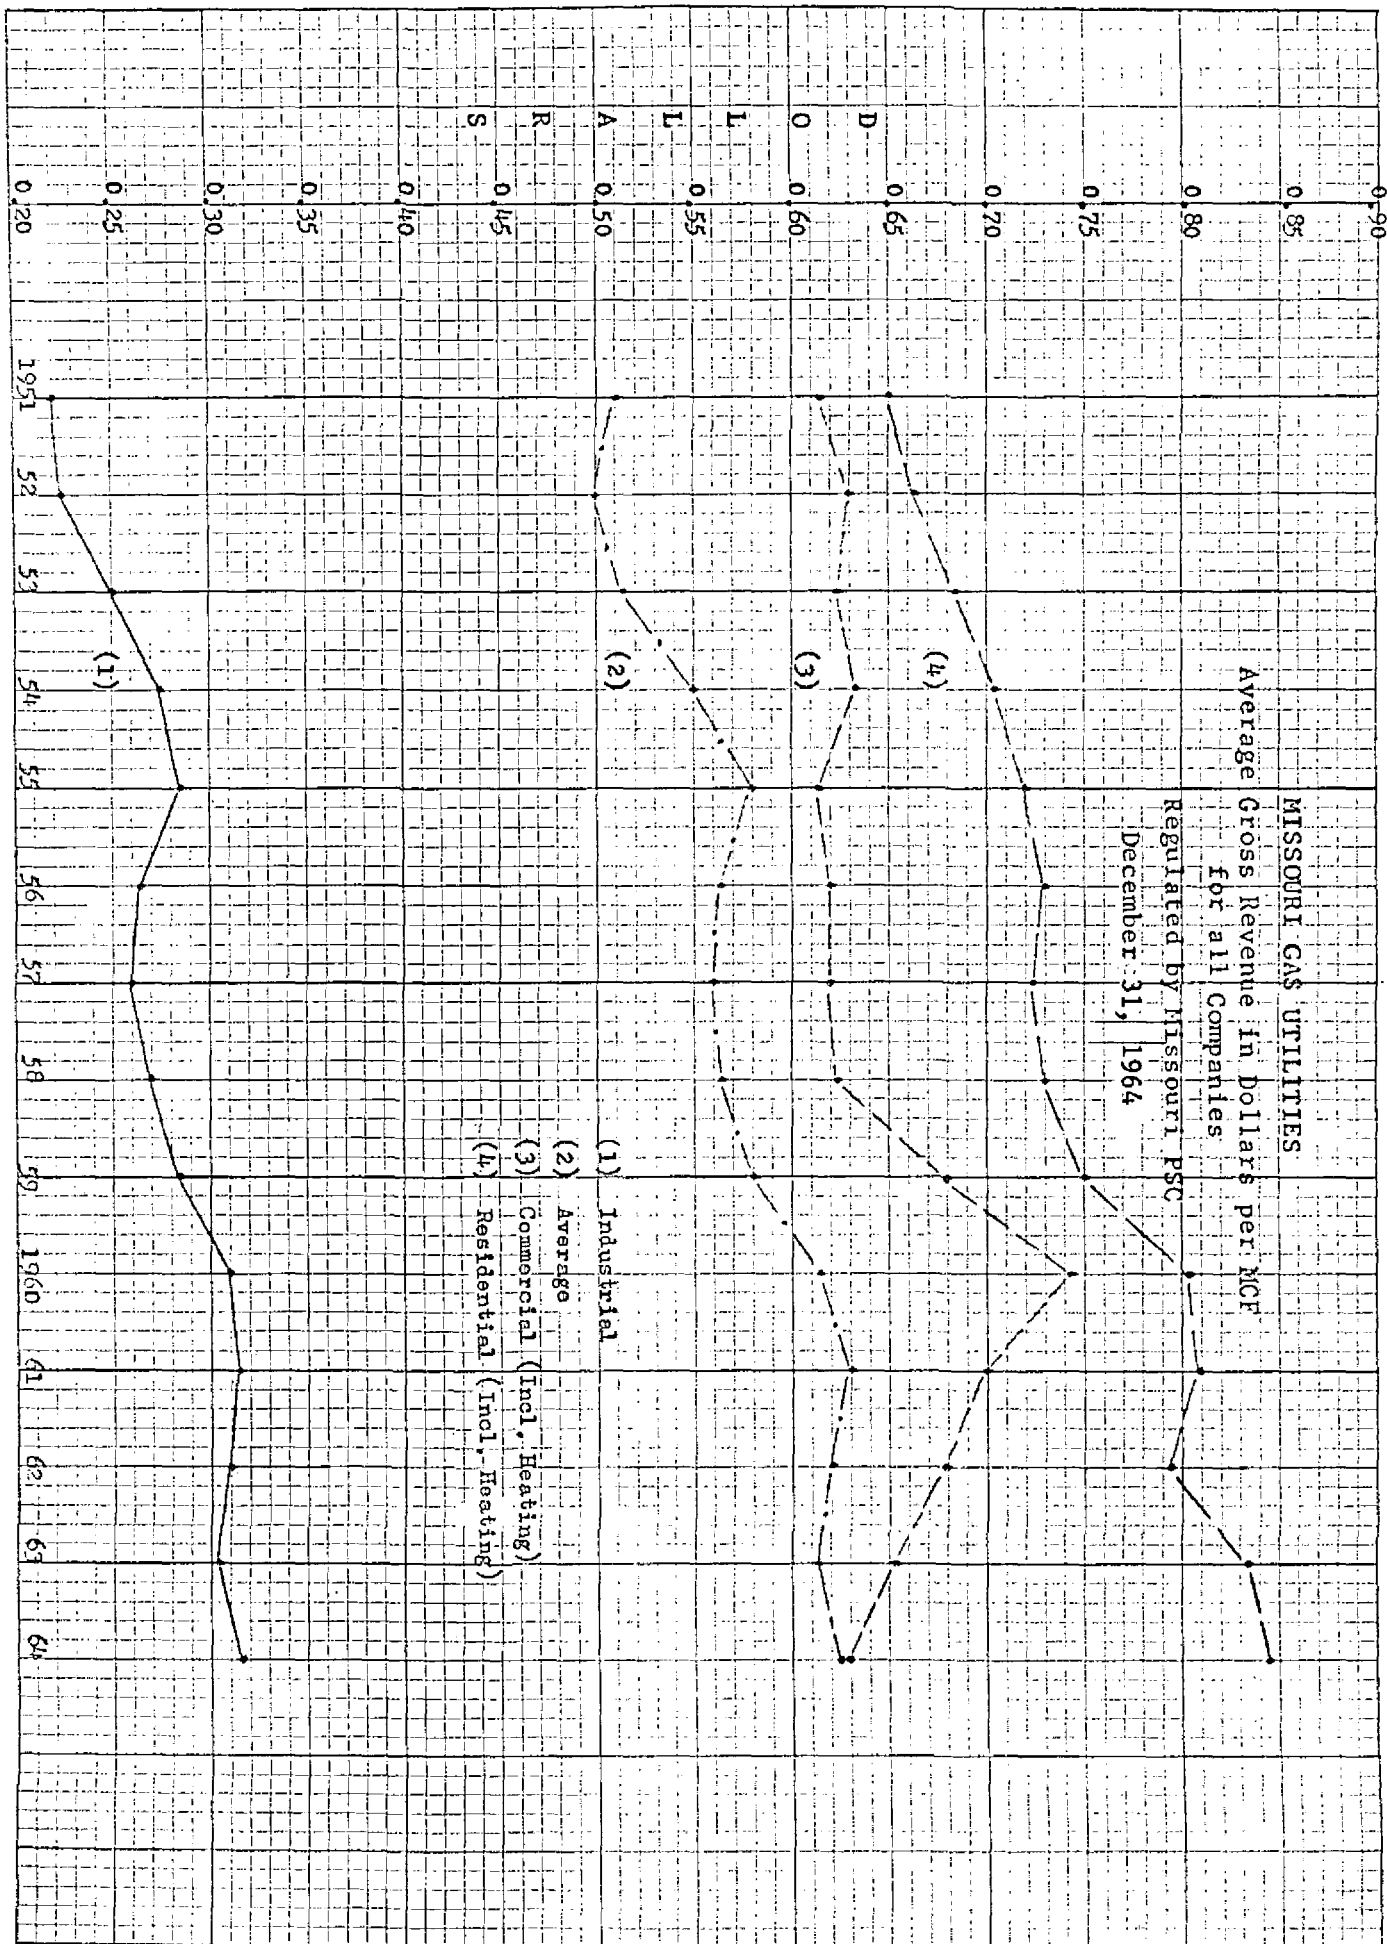 MISSOURI GAS UTILITIES
Average Gross Revenue in Dollars per MCF
for all Companies
Regulated by Missouri PSC
December 31, 1964
0.90
0.85
0.80
0.75
0.70
0.65
0.60
0.55
0.50
0.45
0.40
0.35
0.30
0.25
0.20
D
O
L
L
A
R
S
(4)
(3)
(2)
(1)
(1) Industrial
(2) Average
(3) Commercial (Incl. Heating)
(4) Residential (Incl. Heating)
1951 52 53 54 55 56 57 58 59 1960 61 62 63 64